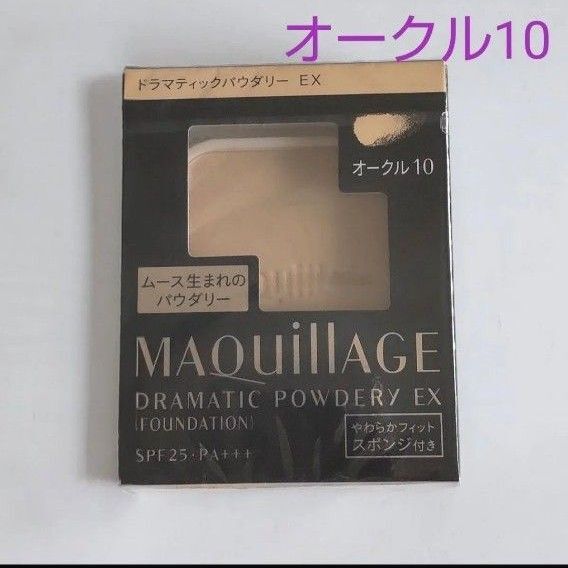 オークル10
ドラマティックパウダリー EX
オークル10
ムース生まれの
パウダリー
MAQuillAGE
DRAMATIC POWDERY EX
(FOUNDATION)
SPF25・PA+++
やわらかフィット
スポンジ付き